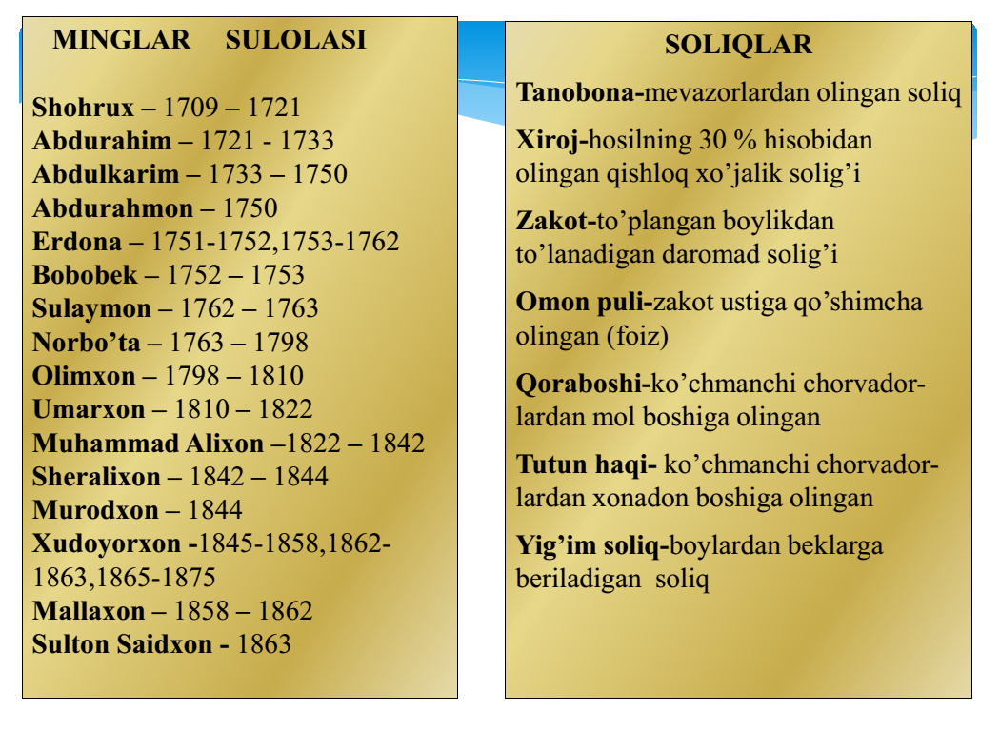 MINGLAR SULOLASI
Shohrux – 1709 – 1721
Abdurahim – 1721 - 1733
Abdulkarim – 1733 – 1750
Abdurahmon – 1750
Erdona – 1751-1752,1753-1762
Bobobek – 1752 – 1753
Sulaymon – 1762 – 1763
Norbo’ta – 1763 – 1798
Olimxon – 1798 – 1810
Umarxon – 1810 – 1822
Muhammad Alixon –1822 – 1842
Sheralixon – 1842 – 1844
Murodxon – 1844
Xudoyorxon -1845-1858,1862-
1863,1865-1875
Mallaxon – 1858 – 1862
Sulton Saidxon - 1863
SOLIQLAR
Tanobona-mevazorlardan olingan soliq
Xiroj-hosilning 30 % hisobidan
olingan qishloq xo’jalik solig’i
Zakot-to’plangan boylikdan
to’lanadigan daromad solig’i
Omon puli-zakot ustiga qo’shimcha
olingan (foiz)
Qoraboshi-ko’chmanchi chorvador-
lardan mol boshiga olingan
Tutun haqi- ko’chmanchi chorvador-
lardan xonadon boshiga olingan
Yig’im soliq-boylardan beklarga
beriladigan soliq